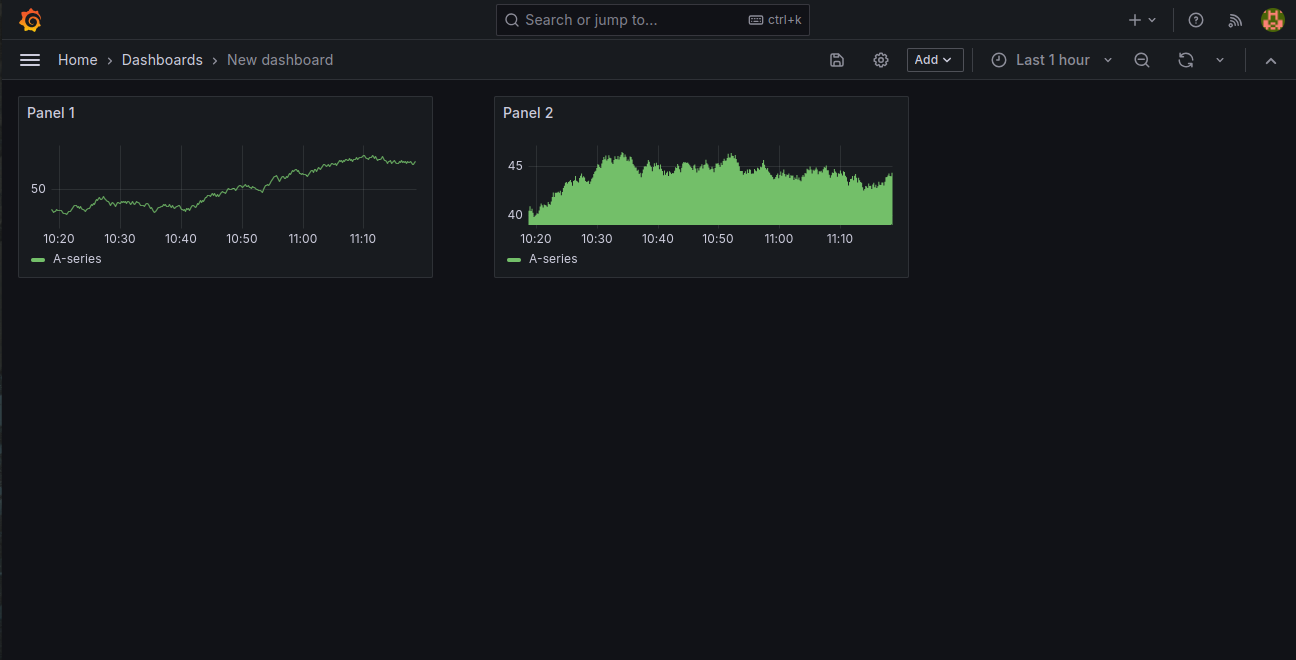 Search or jump to... ctrl+k
Home › Dashboards › New dashboard Add Last 1 hour
Panel 1
50
10:20 10:30 10:40 10:50 11:00 11:10
A-series
Panel 2
45
40
10:20 10:30 10:40 10:50 11:00 11:10
A-series